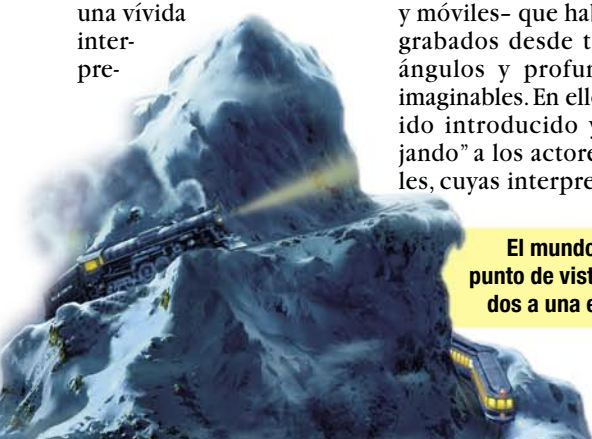 una vívida
inter-
pre-
y móviles– que hal
grabados desde t
ángulos y profun
imaginables. En ello
ido introducido y
jando” a los actore
les, cuyas interpre
El mundo
punto de vist
dos a una e